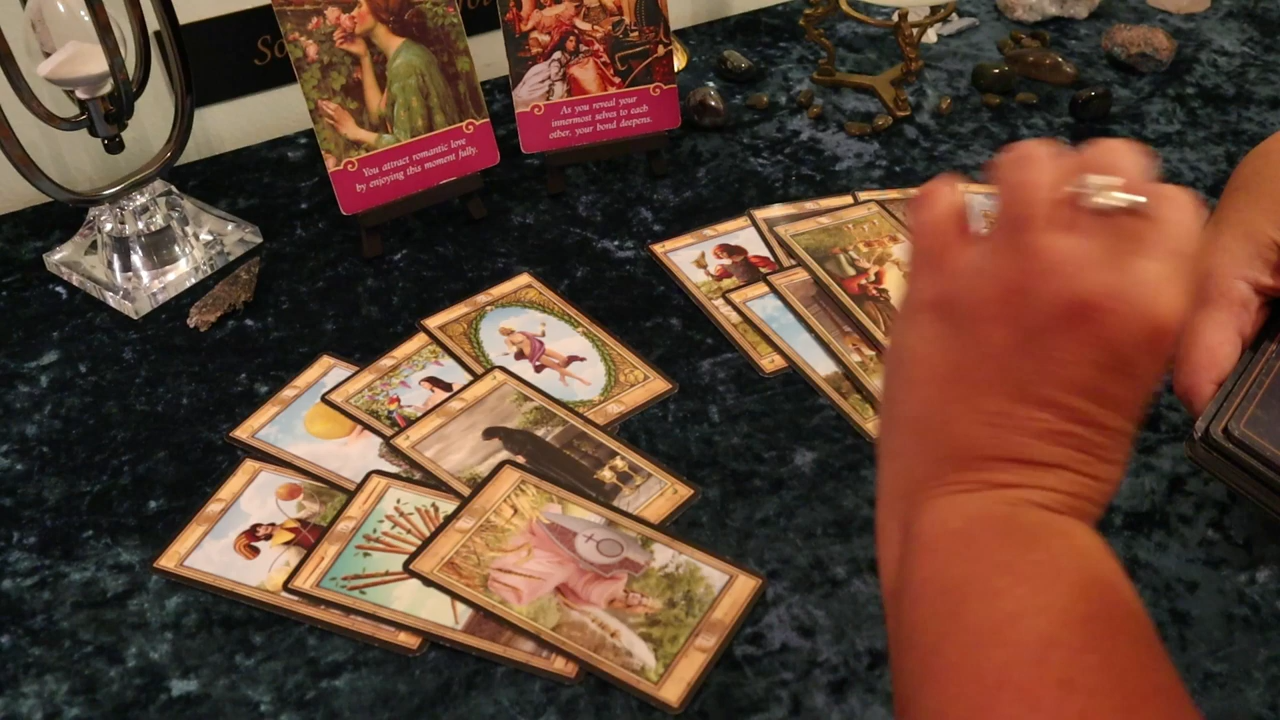 So
You attract romantic love
by enjoying this moment fully.
As you reveal your
innermost selves to each
other, your bond deepens.